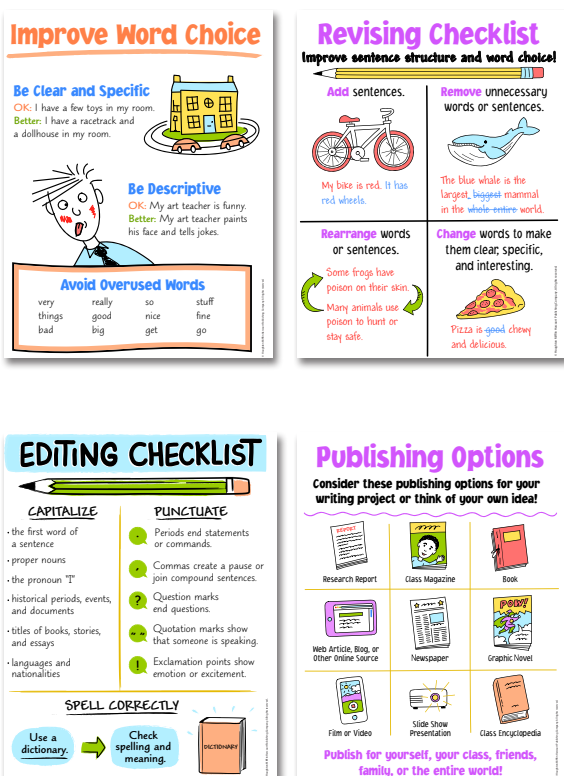 Improve Word Choice
Be Clear and Specific
OK: I have a few toys in my room.
Better: I have a racetrack and
a dollhouse in my room.
Be Descriptive
OK: My art teacher is funny.
Better: My art teacher paints
his face and tells jokes.
Avoid Overused Words
very really so stuff
things good nice fine
bad big get go
Revising Checklist
Improve sentence structure and word choice!
Add sentences.
My bike is red. It has
red wheels.
Remove unnecessary
words or sentences.
The blue whale is the
largest, biggest mammal
in the whole entire world.
Rearrange words
or sentences.
Some frogs have
poison on their skin.
Many animals use
poison to hunt or
stay safe.
Change words to make
them clear, specific,
and interesting.
Pizza is good chewy
and delicious.
EDITING CHECKLIST
CAPITALIZE
• the first word of
a sentence
• proper nouns
• the pronoun "I"
• historical periods, events,
and documents
• titles of books, stories,
and essays
• languages and
nationalities
PUNCTUATE
. Periods end statements
or commands.
, Commas create a pause or
join compound sentences.
? Question marks
end questions.
" " Quotation marks show
that someone is speaking.
! Exclamation points show
emotion or excitement.
SPELL CORRECTLY
Use a
dictionary.
Check
spelling and
meaning.
DICTIONARY
Publishing Options
Consider these publishing options for your
writing project or think of your own idea!
REPORT
Research Report
Class Magazine
Book
Web Article, Blog, or
Other Online Source
Newspaper
POW!
Graphic Novel
Film or Video
Slide Show
Presentation
Class Encyclopedia
Publish for yourself, your class, friends,
family, or the entire world!